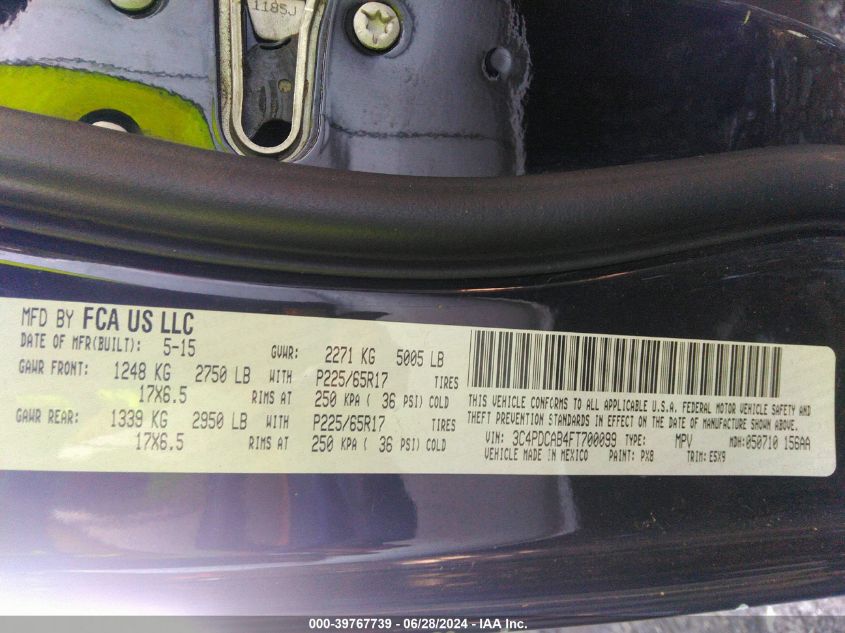 1185J
MFD BY FCA US LLC
DATE OF MFR(BUILT): 5-15 GVWR: 2271 KG 5005 LB
GAWR FRONT: 1248 KG 2750 LB WITH P225/65R17 TIRES
17X6.5 RIMS AT 250 KPA ( 36 PSI) COLD
GAWR REAR: 1339 KG 2950 LB WITH P225/65R17 TIRES
17X6.5 RIMS AT 250 KPA ( 36 PSI) COLD
THIS VEHICLE CONFORMS TO ALL APPLICABLE U.S.A. FEDERAL MOTOR VEHICLE SAFETY AND
THEFT PREVENTION STANDARDS IN EFFECT ON THE DATE OF MANUFACTURE SHOWN ABOVE.
VIN: 3C4PDCAB4FT700099 TYPE: MPV MDH:050710 156AA
VEHICLE MADE IN MEXICO PAINT: PX8 TRIM: E5X9
000-39767739 - 06/28/2024 - IAA Inc.